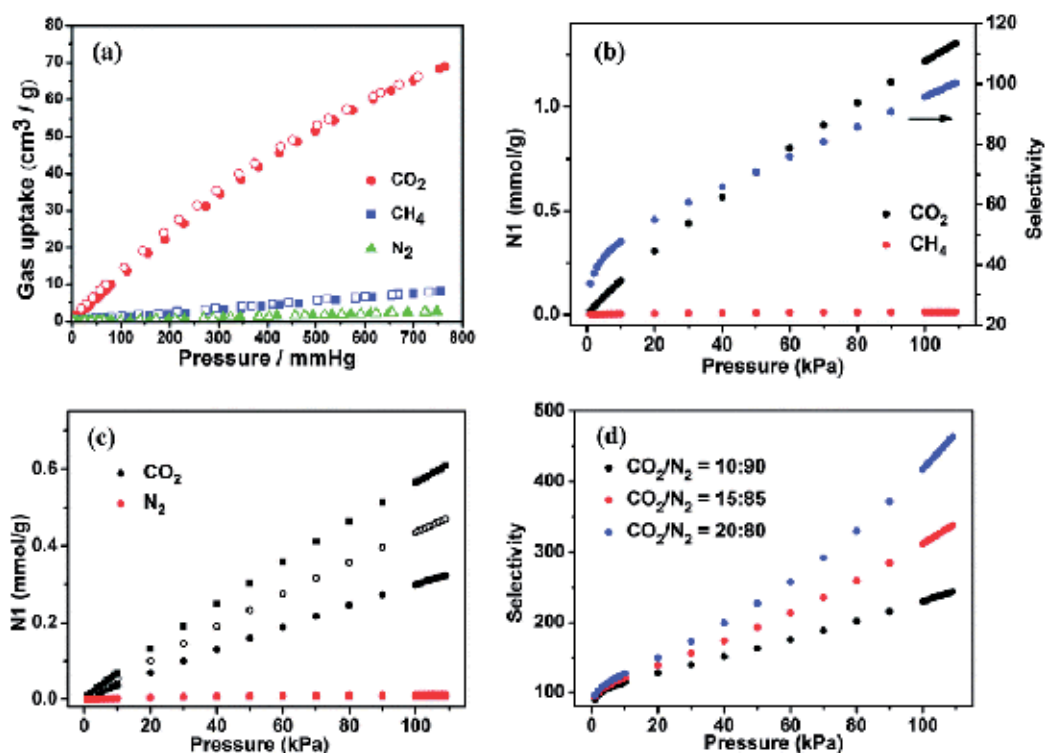 (a)
Gas uptake (cm³ / g)
80
70
60
50
40
30
20
10
0
CO₂
CH₄
N₂
0 100 200 300 400 500 600 700 800
Pressure / mmHg
(b)
N1 (mmol/g)
1.0
0.5
0.0
120
100
80
60
40
20
Selectivity
CO₂
CH₄
0 20 40 60 80 100
Pressure (kPa)
(c)
N1 (mmol/g)
0.6
0.4
0.2
0.0
CO₂
N₂
0 20 40 60 80 100
Pressure (kPa)
(d)
Selectivity
500
400
300
200
100
CO₂/N₂ = 10:90
CO₂/N₂ = 15:85
CO₂/N₂ = 20:80
0 20 40 60 80 100
Pressure (kPa)